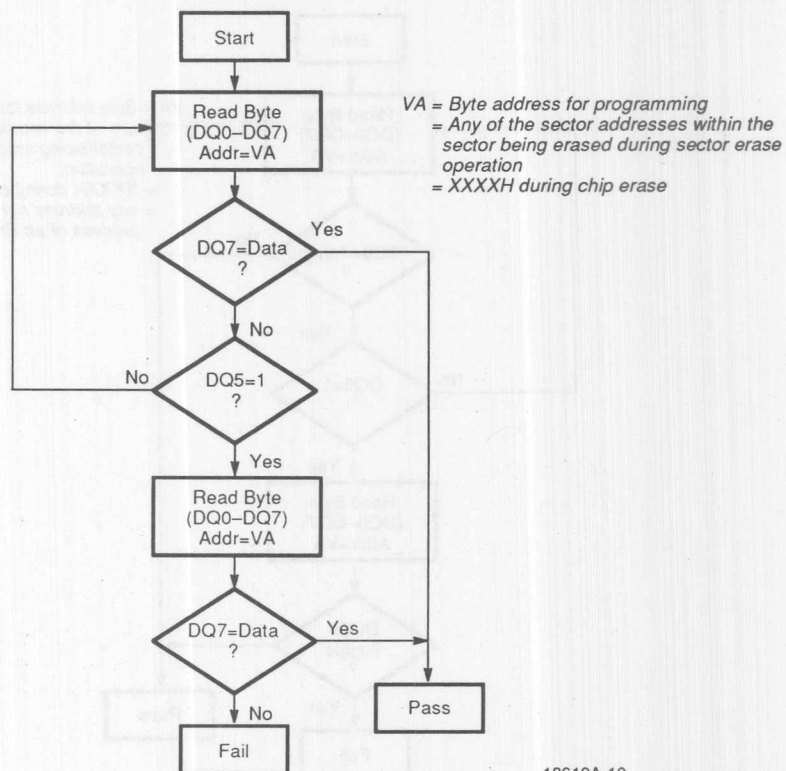 Start
Read Byte
(DQ0–DQ7)
Addr=VA
VA = Byte address for programming
= Any of the sector addresses within the
sector being erased during sector erase
operation
= XXXXH during chip erase
DQ7=Data
?
Yes
No
DQ5=1
?
No
Yes
Read Byte
(DQ0–DQ7)
Addr=VA
DQ7=Data
?
Yes
No
Pass
Fail